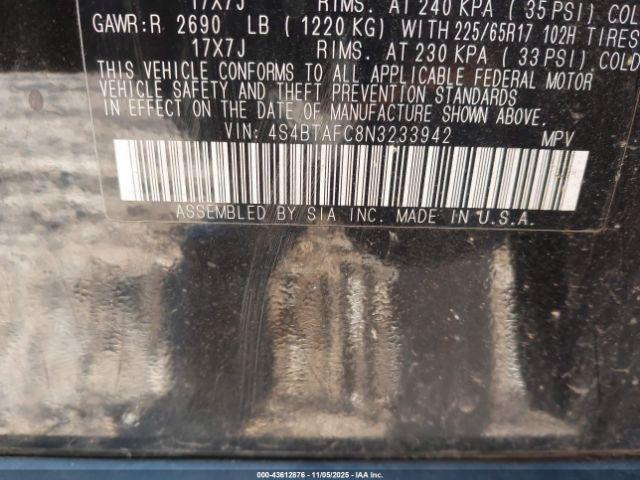 17X7J RIMS. AT 240 KPA ( 35 PSI) COL
GAWR:R 2690 LB ( 1220 KG) WITH 225/65R17 102H TIRES
17X7J RIMS. AT 230 KPA ( 33 PSI) COLD
THIS VEHICLE CONFORMS TO ALL APPLICABLE FEDERAL MOTOR
VEHICLE SAFETY AND THEFT PREVENTION STANDARDS
IN EFFECT ON THE DATE OF MANUFACTURE SHOWN ABOVE.
VIN: 4S4BTAFC8N3233942 MPV
ASSEMBLED BY SIA INC. MADE IN U.S.A.
000-43612876 - 11/05/2025 - IAA Inc.